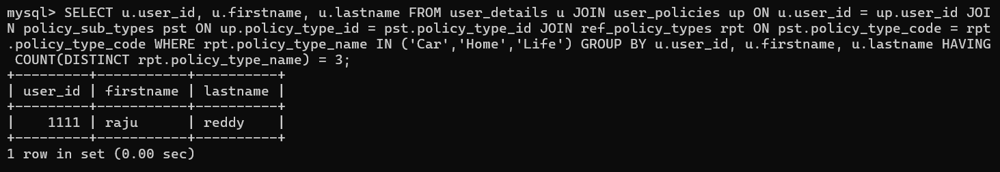 mysql> SELECT u.user_id, u.firstname, u.lastname FROM user_details u JOIN user_policies up ON u.user_id = up.user_id JOI
N policy_sub_types pst ON up.policy_type_id = pst.policy_type_id JOIN ref_policy_types rpt ON pst.policy_type_code = rpt
.policy_type_code WHERE rpt.policy_type_name IN ('Car','Home','Life') GROUP BY u.user_id, u.firstname, u.lastname HAVING
 COUNT(DISTINCT rpt.policy_type_name) = 3;
+---------+-----------+----------+
| user_id | firstname | lastname |
+---------+-----------+----------+
|    1111 | raju      | reddy    |
+---------+-----------+----------+
1 row in set (0.00 sec)